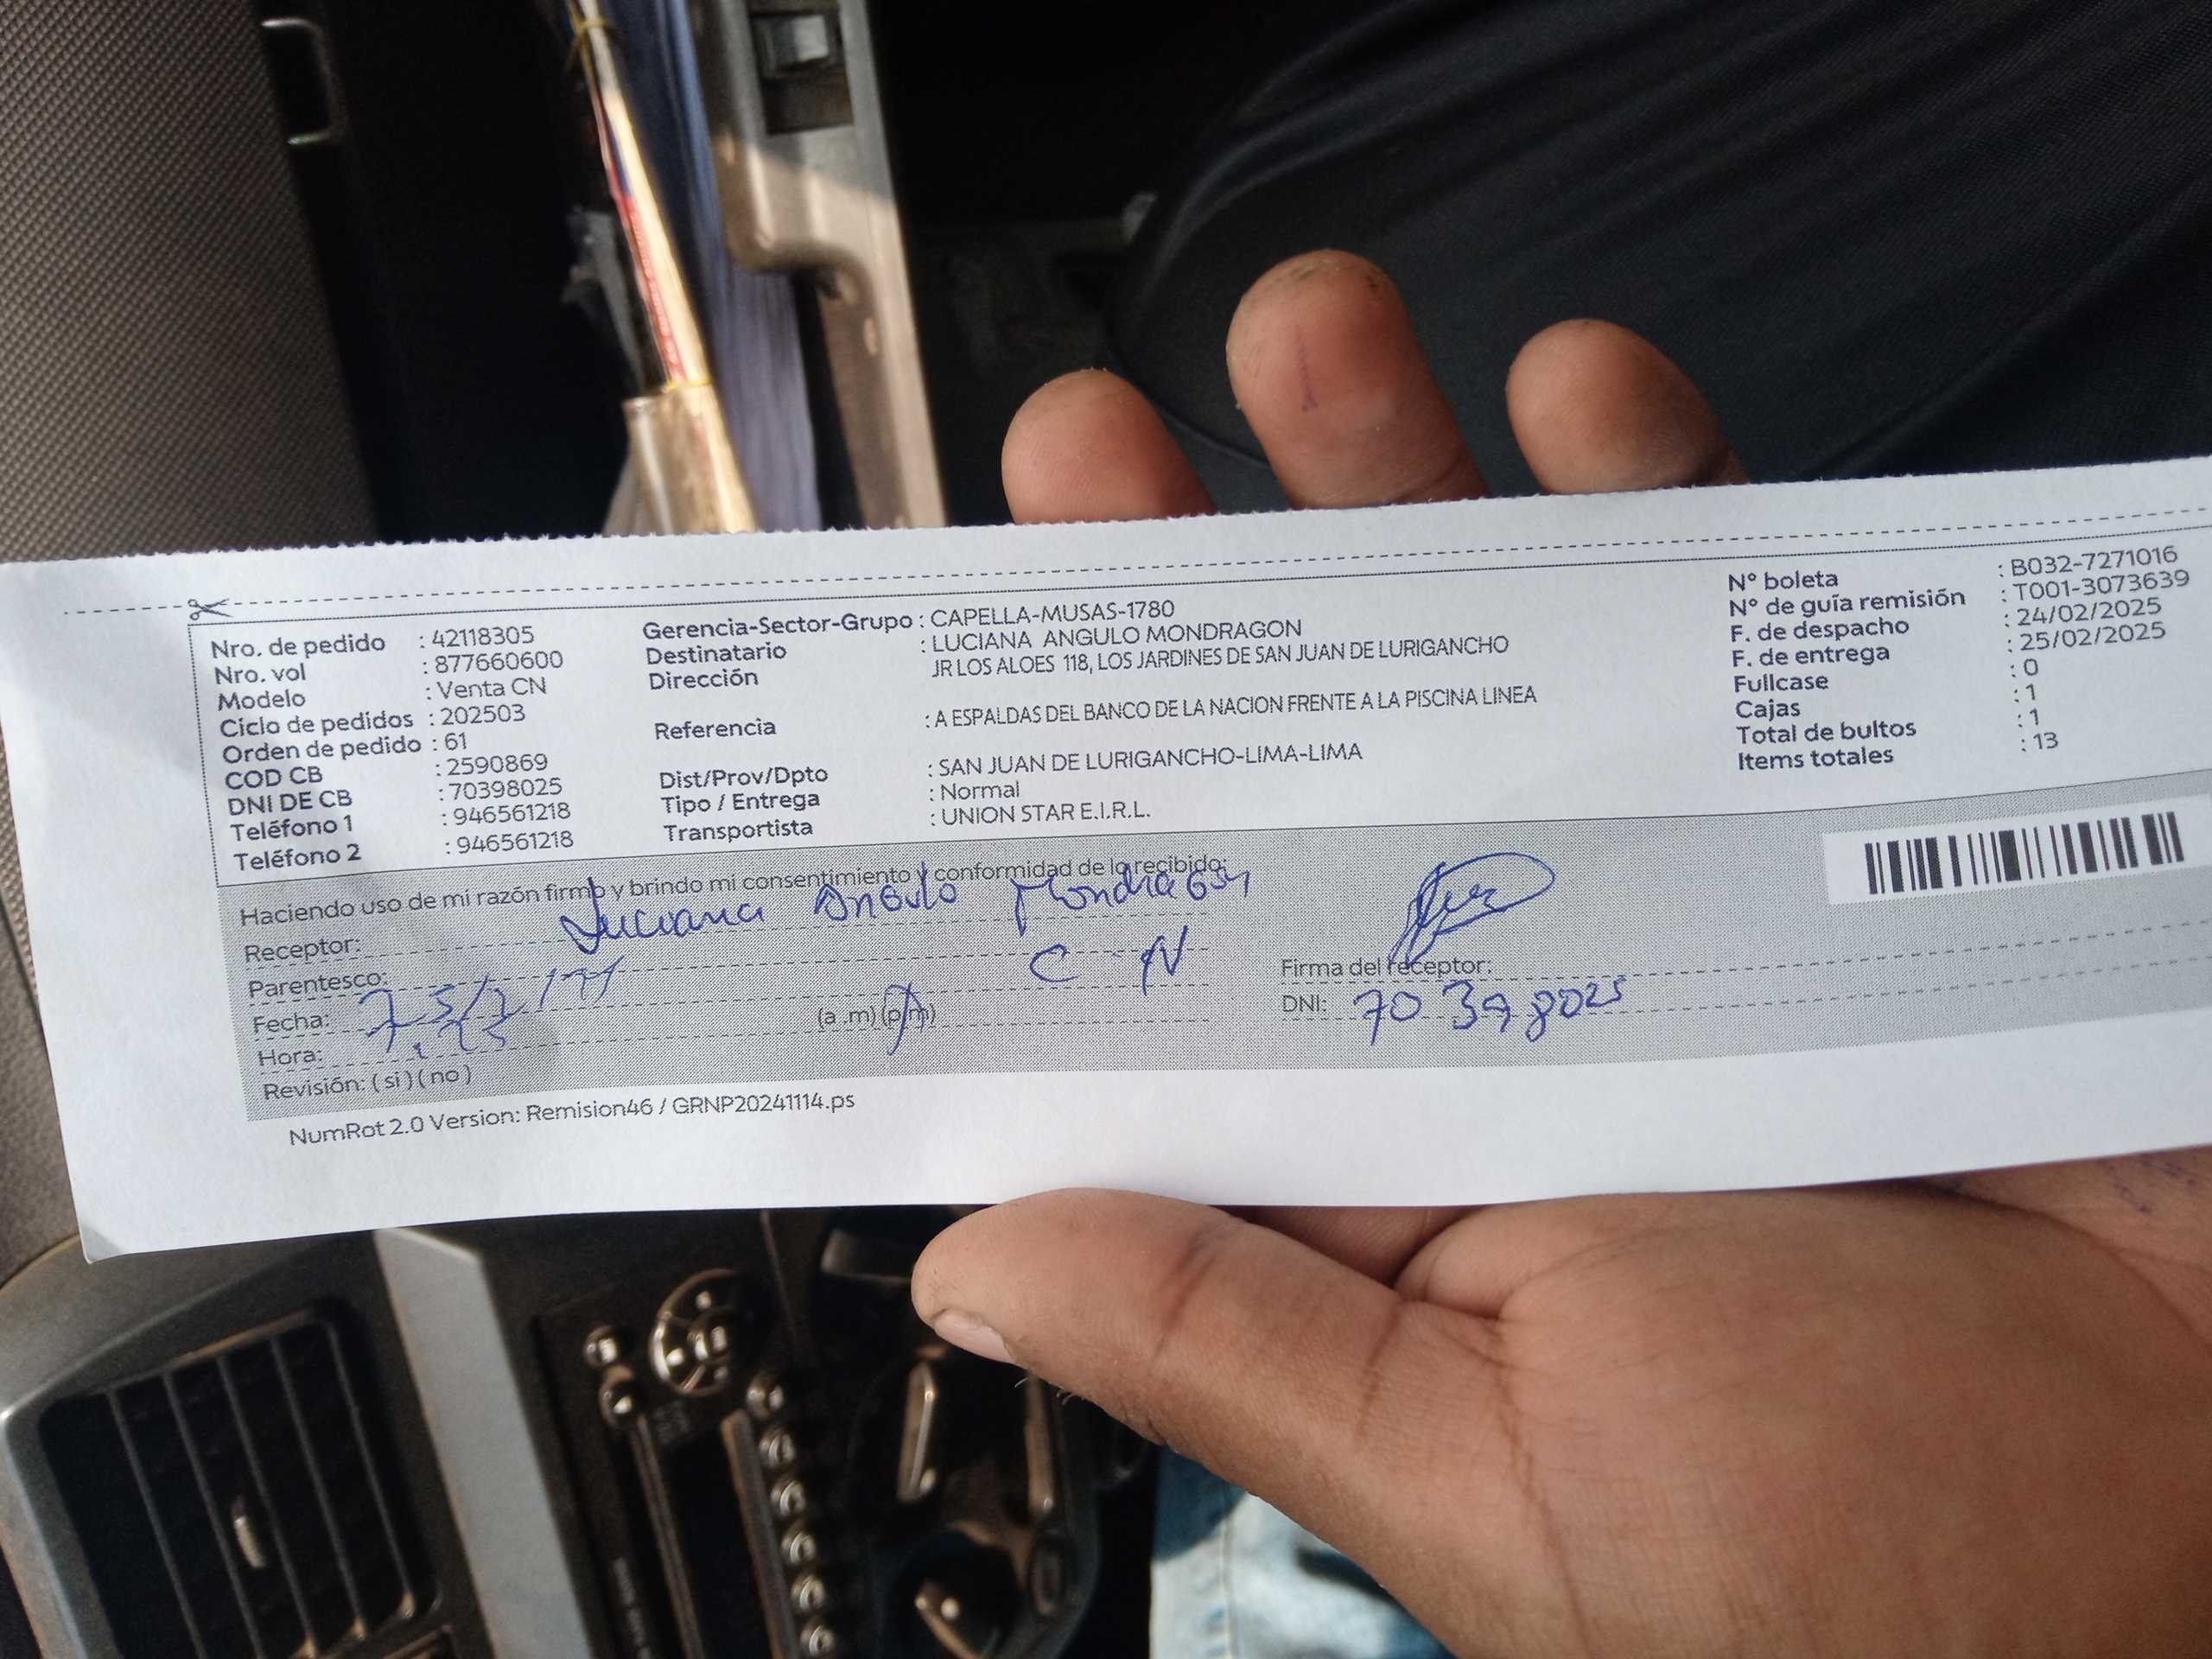 Nro. de pedido : 42118305
Nro. vol : 877660600
Modelo : Venta CN
Ciclo de pedidos : 202503
Orden de pedido : 61
COD CB : 2590869
DNI DE CB : 70398025
Teléfono 1 : 946561218
Teléfono 2 : 946561218
Gerencia-Sector-Grupo : CAPELLA-MUSAS-1780
Destinatario : LUCIANA ANGULO MONDRAGON
Dirección JR LOS ALOES 118, LOS JARDINES DE SAN JUAN DE LURIGANCHO
Referencia : A ESPALDAS DEL BANCO DE LA NACION FRENTE A LA PISCINA LINEA
Dist/Prov/Dpto : SAN JUAN DE LURIGANCHO-LIMA-LIMA
Tipo / Entrega : Normal
Transportista : UNION STAR E.I.R.L.
N° boleta : B032-7271016
N° de guía remisión : T001-3073639
F. de despacho : 24/02/2025
F. de entrega : 25/02/2025
Fullcase : 0
Cajas : 1
Total de bultos : 1
Items totales : 13
Haciendo uso de mi razón firmo y brindo mi consentimiento y conformidad de lo recibido:
Receptor: Luciana Angulo Mondragon
Parentesco: C N
Fecha:
Hora: (a .m) (p.m)
Revisión: ( si ) ( no )
Firma del receptor:
DNI: 70398025
NumRot 2.0 Version: Remision46 / GRNP20241114.ps